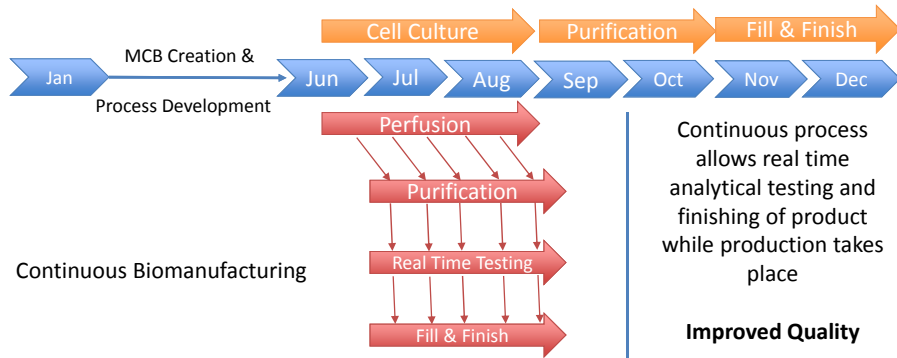 Cell Culture
Purification
Fill & Finish
Jan
MCB Creation &
Process Development
Jun
Jul
Aug
Sep
Oct
Nov
Dec
Perfusion
Purification
Real Time Testing
Fill & Finish
Continuous Biomanufacturing
Continuous process
allows real time
analytical testing and
finishing of product
while production takes
place
Improved Quality